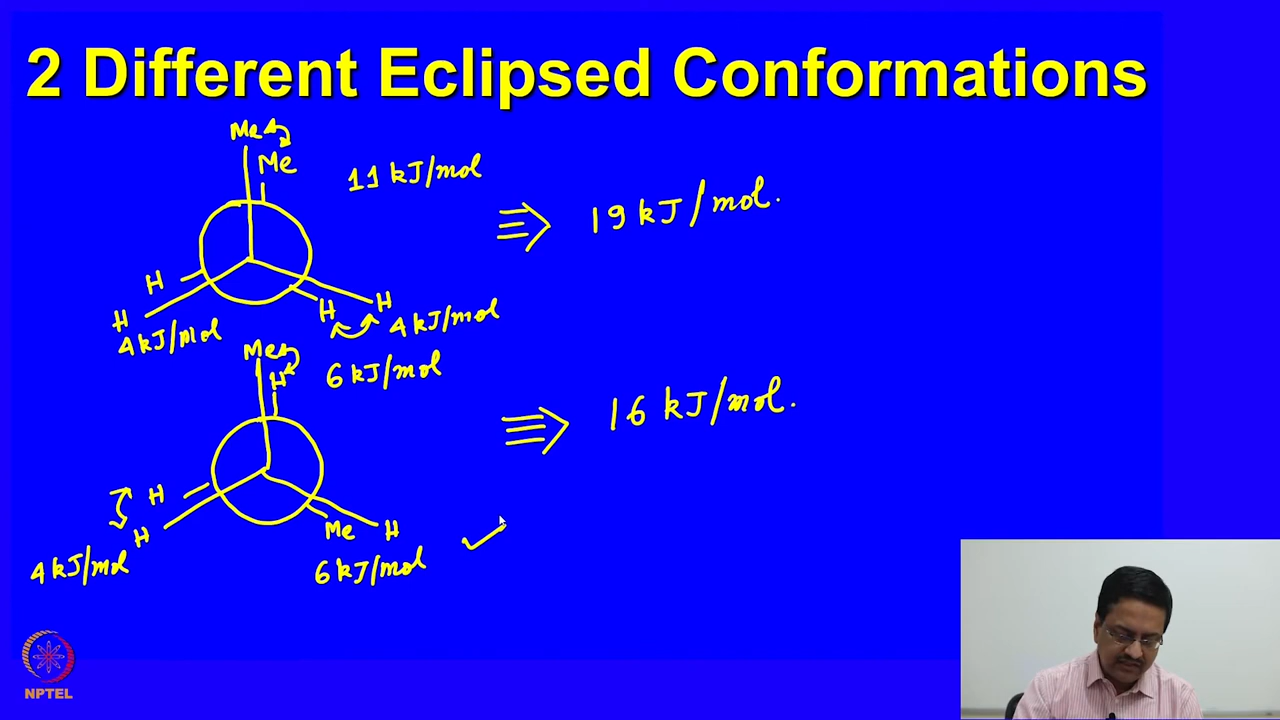 2 Different Eclipsed Conformations
Me
Me
11 kJ/mol
19 kJ/mol.
H
H
H
H
4 kJ/mol
4 kJ/mol
Me
H
6 kJ/mol
16 kJ/mol.
H
H
Me
H
4 kJ/mol
6 kJ/mol
NPTEL